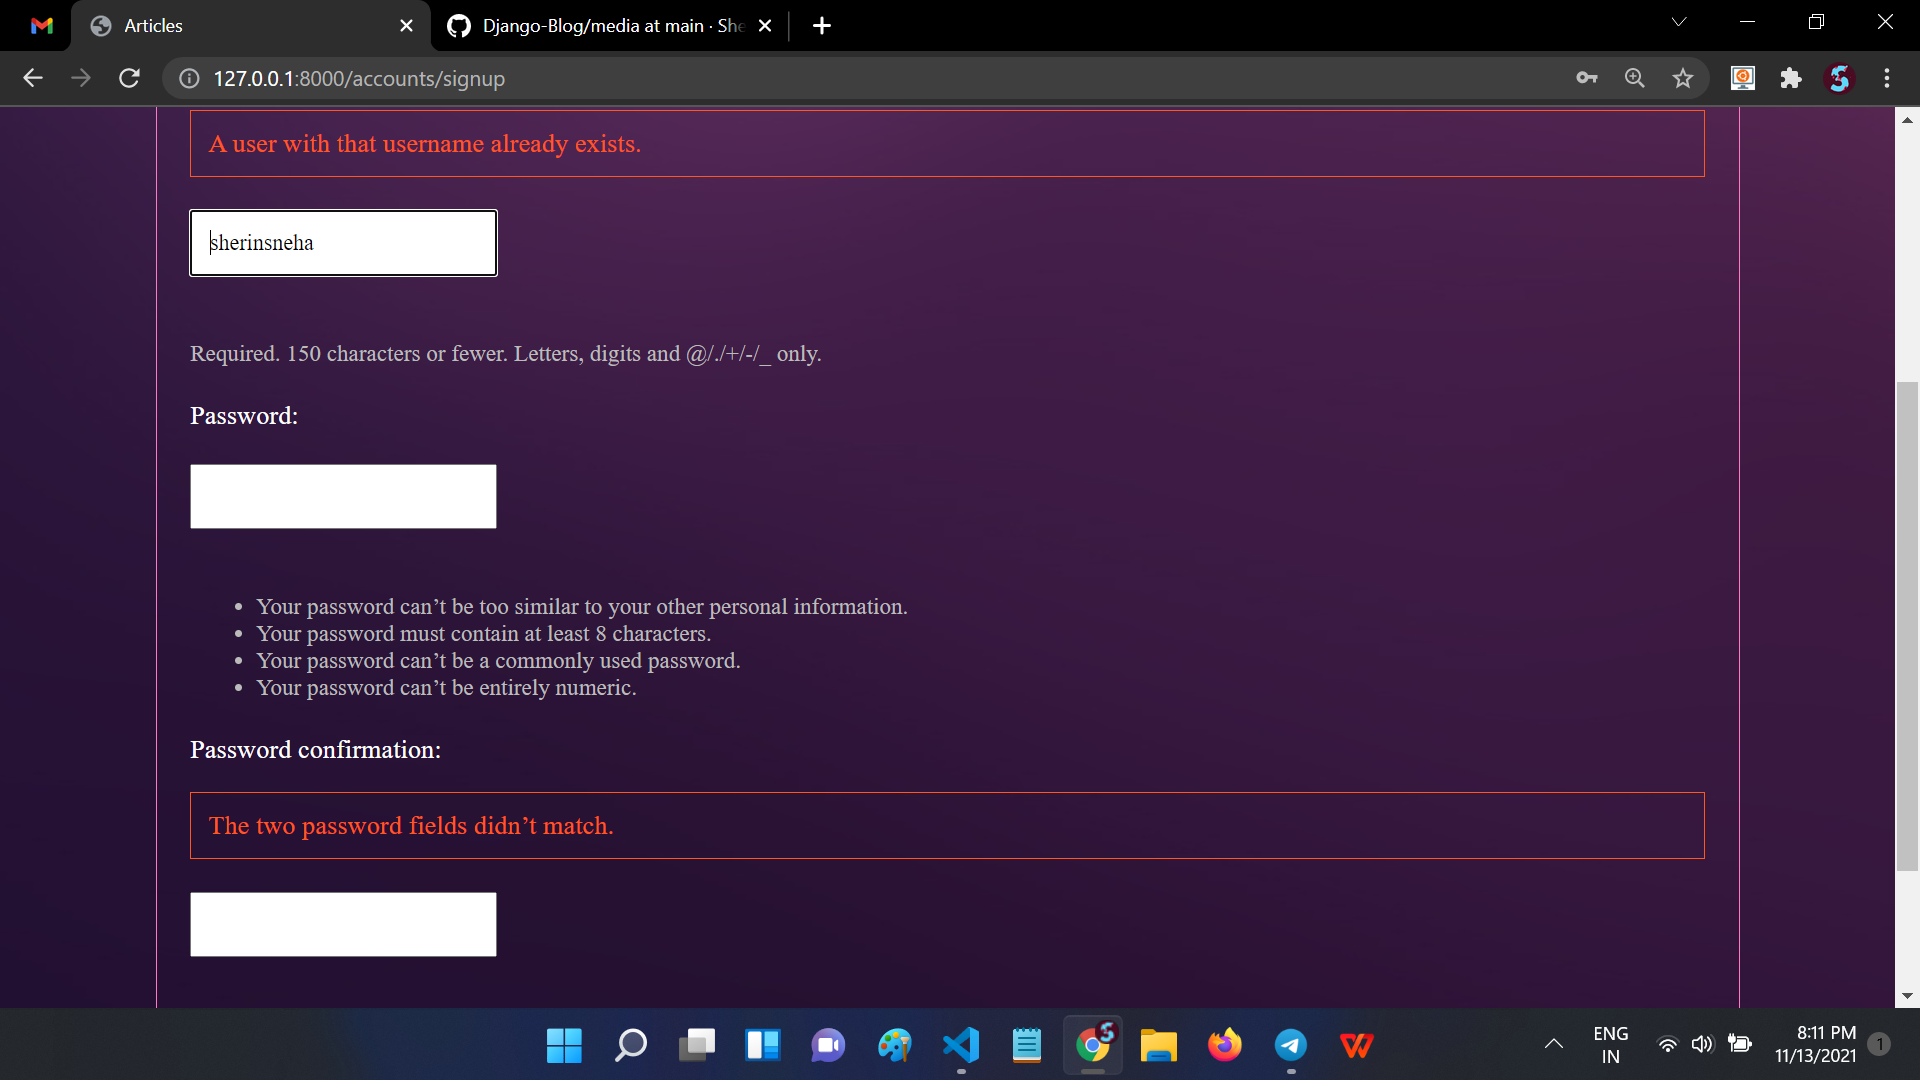 Articles
Django-Blog/media at main · She
127.0.0.1:8000/accounts/signup
A user with that username already exists.
sherinsneha
Required. 150 characters or fewer. Letters, digits and @/./+/-/_ only.
Password:
• Your password can’t be too similar to your other personal information.
• Your password must contain at least 8 characters.
• Your password can’t be a commonly used password.
• Your password can’t be entirely numeric.
Password confirmation:
The two password fields didn’t match.
ENG
IN
8:11 PM
11/13/2021
1